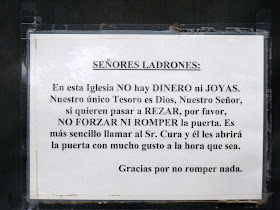 SEÑORES LADRONES:
En esta Iglesia NO hay DINERO ni JOYAS.
Nuestro único Tesoro es Dios, Nuestro Señor,
si quieren pasar a REZAR, por favor,
NO FORZAR NI ROMPER la puerta. Es
más sencillo llamar al Sr. Cura y él les abrirá
la puerta con mucho gusto a la hora que sea.
Gracias por no romper nada.